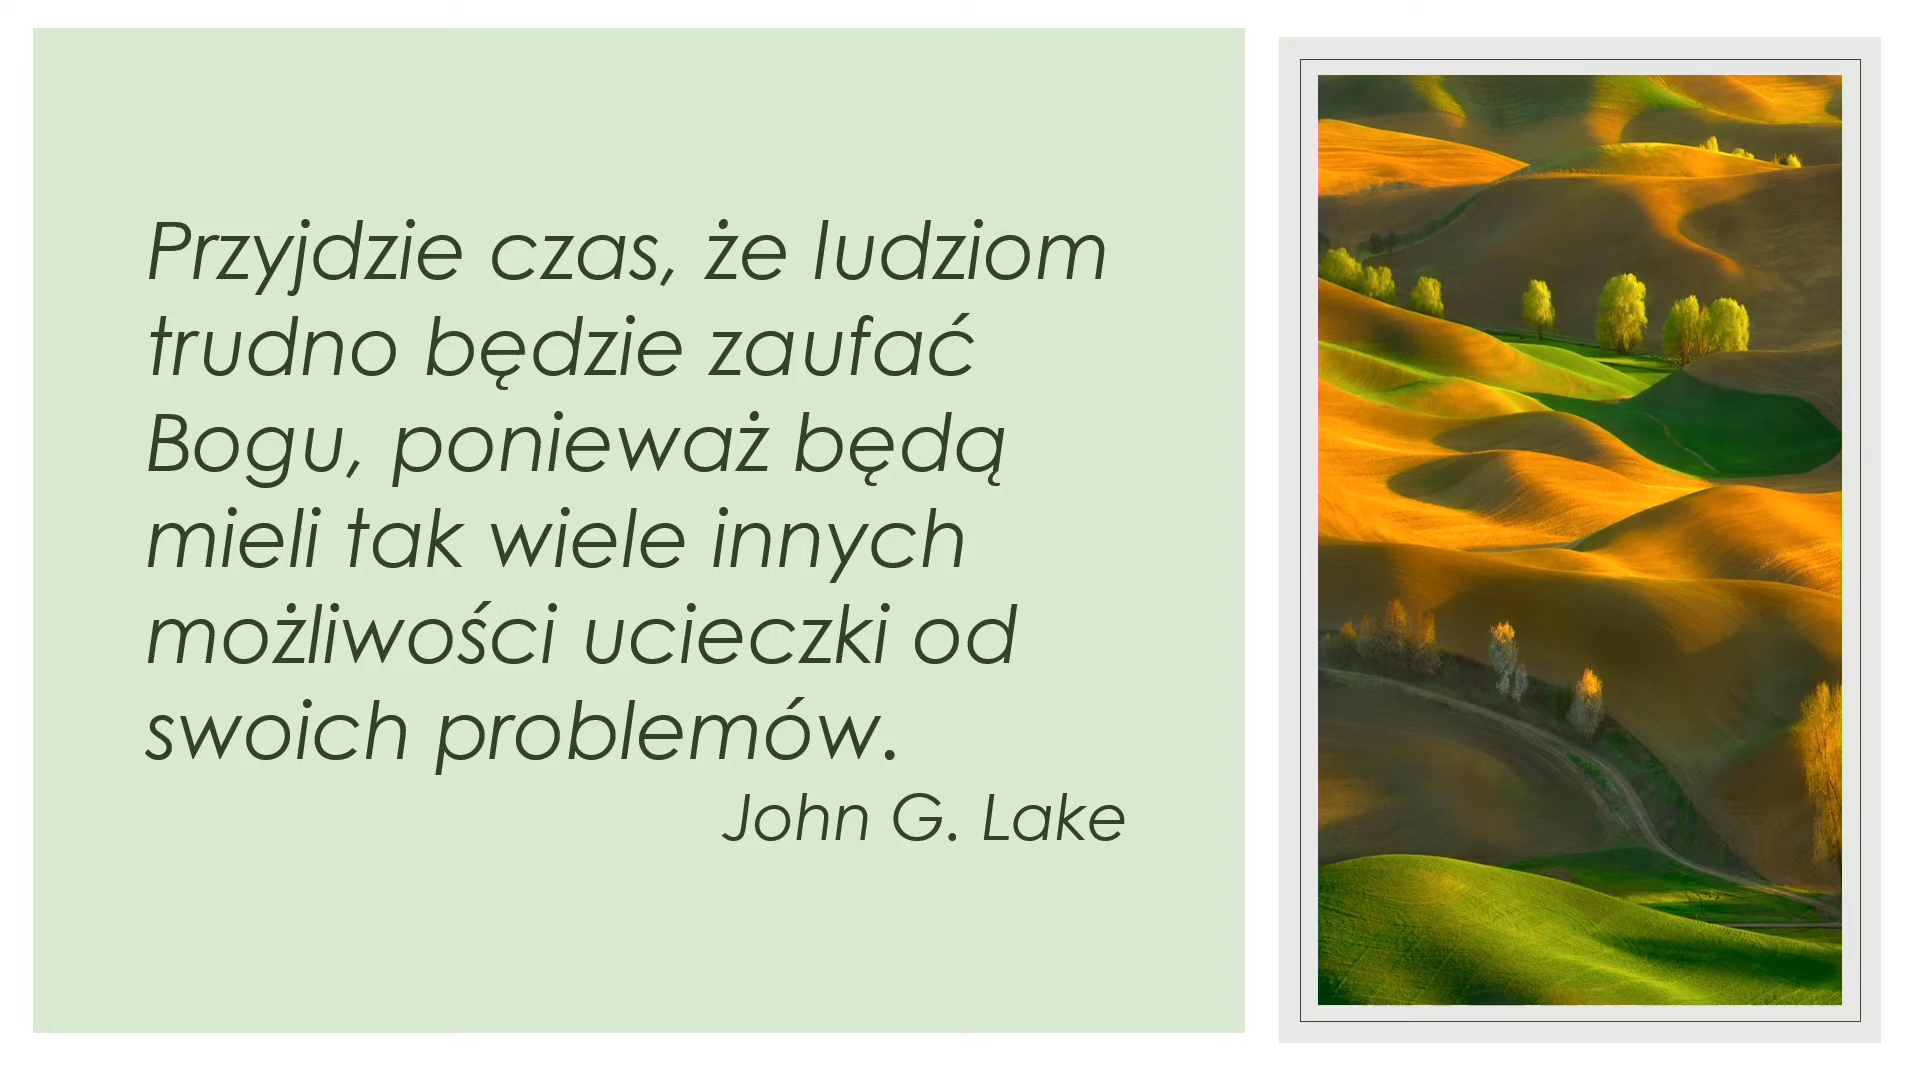 Przyjdzie czas, że ludziom
trudno będzie zaufać
Bogu, ponieważ będą
mieli tak wiele innych
możliwości ucieczki od
swoich problemów.
John G. Lake